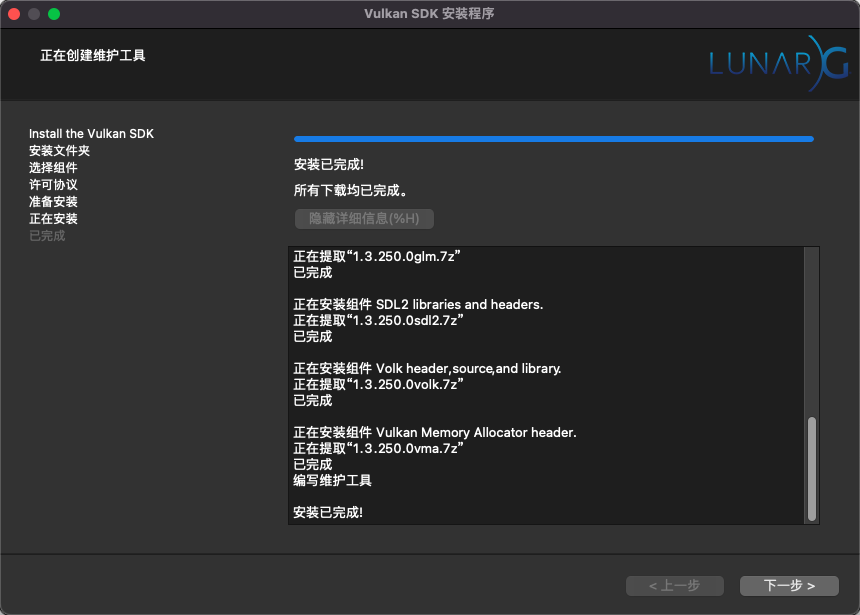 Vulkan SDK 安装程序
正在创建维护工具
LUNARG
Install the Vulkan SDK
安装文件夹
选择组件
许可协议
准备安装
正在安装
已完成
安装已完成!
所有下载均已完成。
隐藏详细信息(%H)
正在提取“1.3.250.0glm.7z”
已完成
正在安装组件 SDL2 libraries and headers.
正在提取“1.3.250.0sdl2.7z”
已完成
正在安装组件 Volk header,source,and library.
正在提取“1.3.250.0volk.7z”
已完成
正在安装组件 Vulkan Memory Allocator header.
正在提取“1.3.250.0vma.7z”
已完成
编写维护工具
安装已完成!
< 上一步
下一步 >